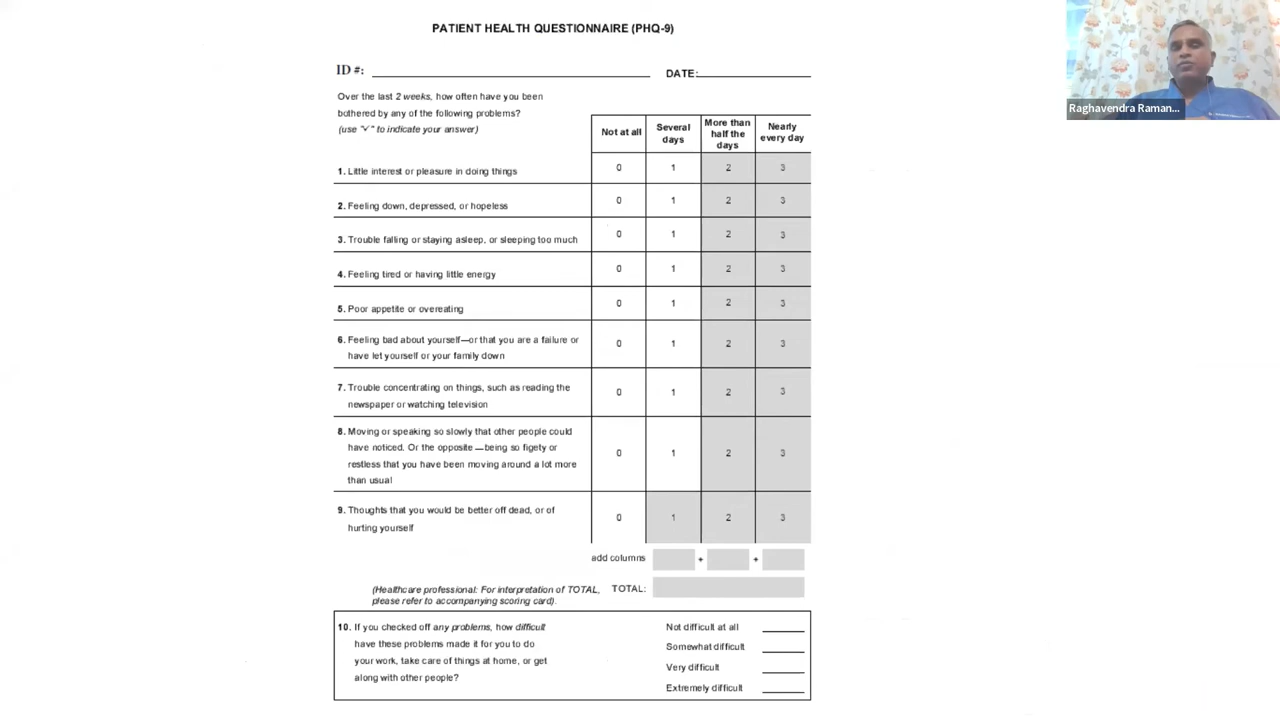 PATIENT HEALTH QUESTIONNAIRE (PHQ-9)
ID #:
DATE:
Over the last 2 weeks, how often have you been
bothered by any of the following problems?
(use "✓" to indicate your answer)
Not at all
Several
days
More than
half the
days
Nearly
every day
1. Little interest or pleasure in doing things 0 1 2 3
2. Feeling down, depressed, or hopeless 0 1 2 3
3. Trouble falling or staying asleep, or sleeping too much 0 1 2 3
4. Feeling tired or having little energy 0 1 2 3
5. Poor appetite or overeating 0 1 2 3
6. Feeling bad about yourself—or that you are a failure or
have let yourself or your family down 0 1 2 3
7. Trouble concentrating on things, such as reading the
newspaper or watching television 0 1 2 3
8. Moving or speaking so slowly that other people could
have noticed. Or the opposite —being so figety or
restless that you have been moving around a lot more
than usual 0 1 2 3
9. Thoughts that you would be better off dead, or of
hurting yourself 0 1 2 3
add columns + +
(Healthcare professional: For interpretation of TOTAL, TOTAL:
please refer to accompanying scoring card).
10. If you checked off any problems, how difficult
have these problems made it for you to do
your work, take care of things at home, or get
along with other people?
Not difficult at all
Somewhat difficult
Very difficult
Extremely difficult
Raghavendra Raman...